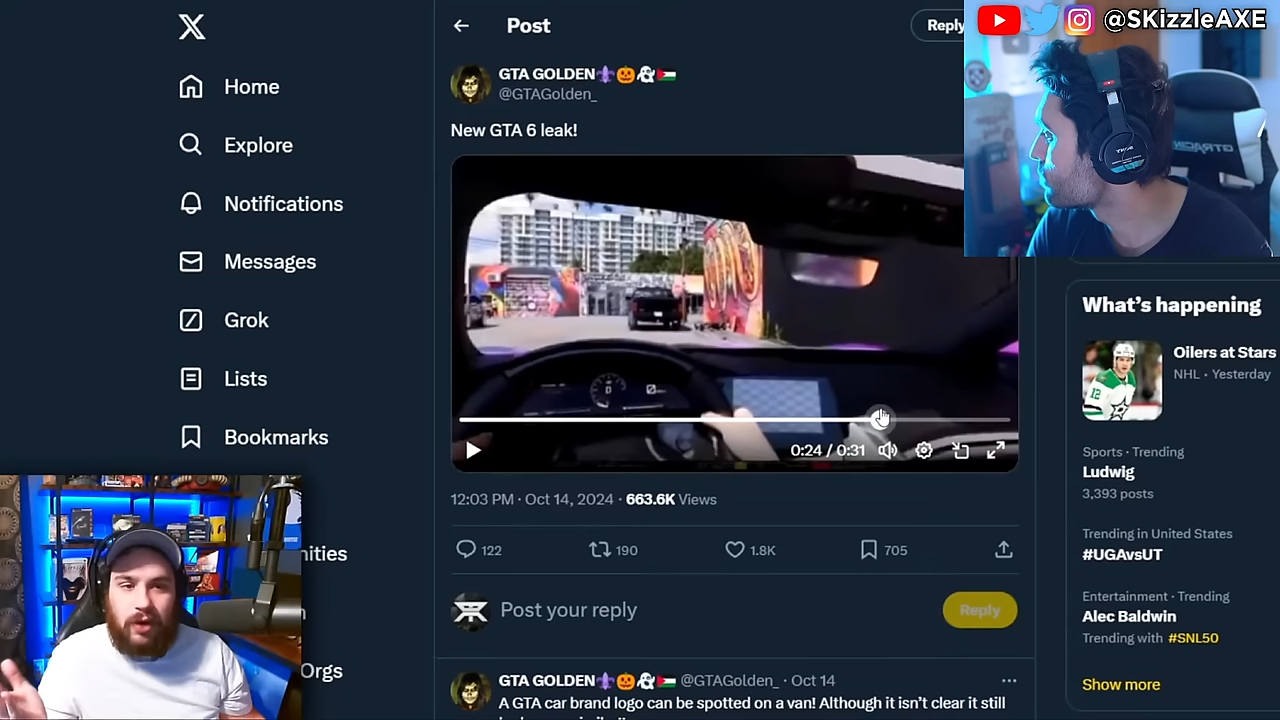 Home
Explore
Notifications
Messages
Grok
Lists
Bookmarks
nities
Orgs
Post
Reply
@SKizzleAXE
GTA GOLDEN⚜️🎃👻🇵🇸
@GTAGolden_
New GTA 6 leak!
0:24 / 0:31
12:03 PM · Oct 14, 2024 · 663.6K Views
122
190
1.8K
705
Post your reply
Reply
GTA GOLDEN⚜️🎃👻🇵🇸 @GTAGolden_ · Oct 14
A GTA car brand logo can be spotted on a van! Although it isn't clear it still
What's happening
Oilers at Stars
NHL · Yesterday
Sports · Trending
Ludwig
3,393 posts
Trending in United States
#UGAvsUT
Entertainment · Trending
Alec Baldwin
Trending with #SNL50
Show more